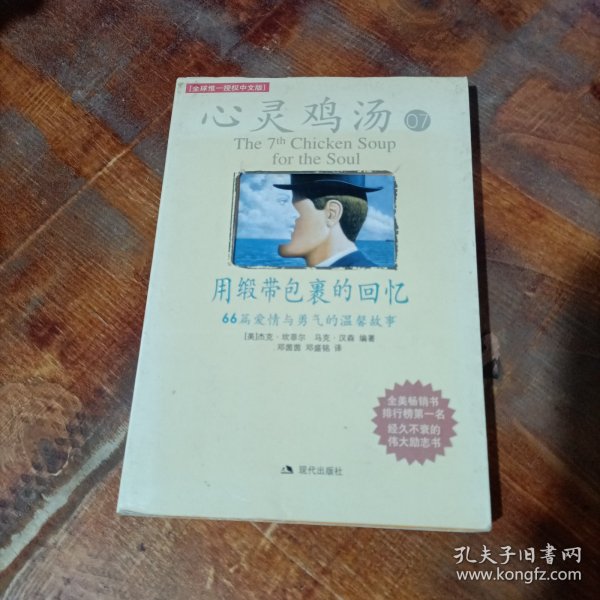 [全球惟一授权中文版]
心灵鸡汤 07
The 7th Chicken Soup
for the Soul
用缎带包裹的回忆
66篇爱情与勇气的温馨故事
[美]杰克·坎菲尔 马克·汉森 编著
邓茜茜 邓盛铭 译
全美畅销书
排行榜第一名
经久不衰的
伟大励志书
现代出版社
孔夫子旧书网
www.kongfz.com